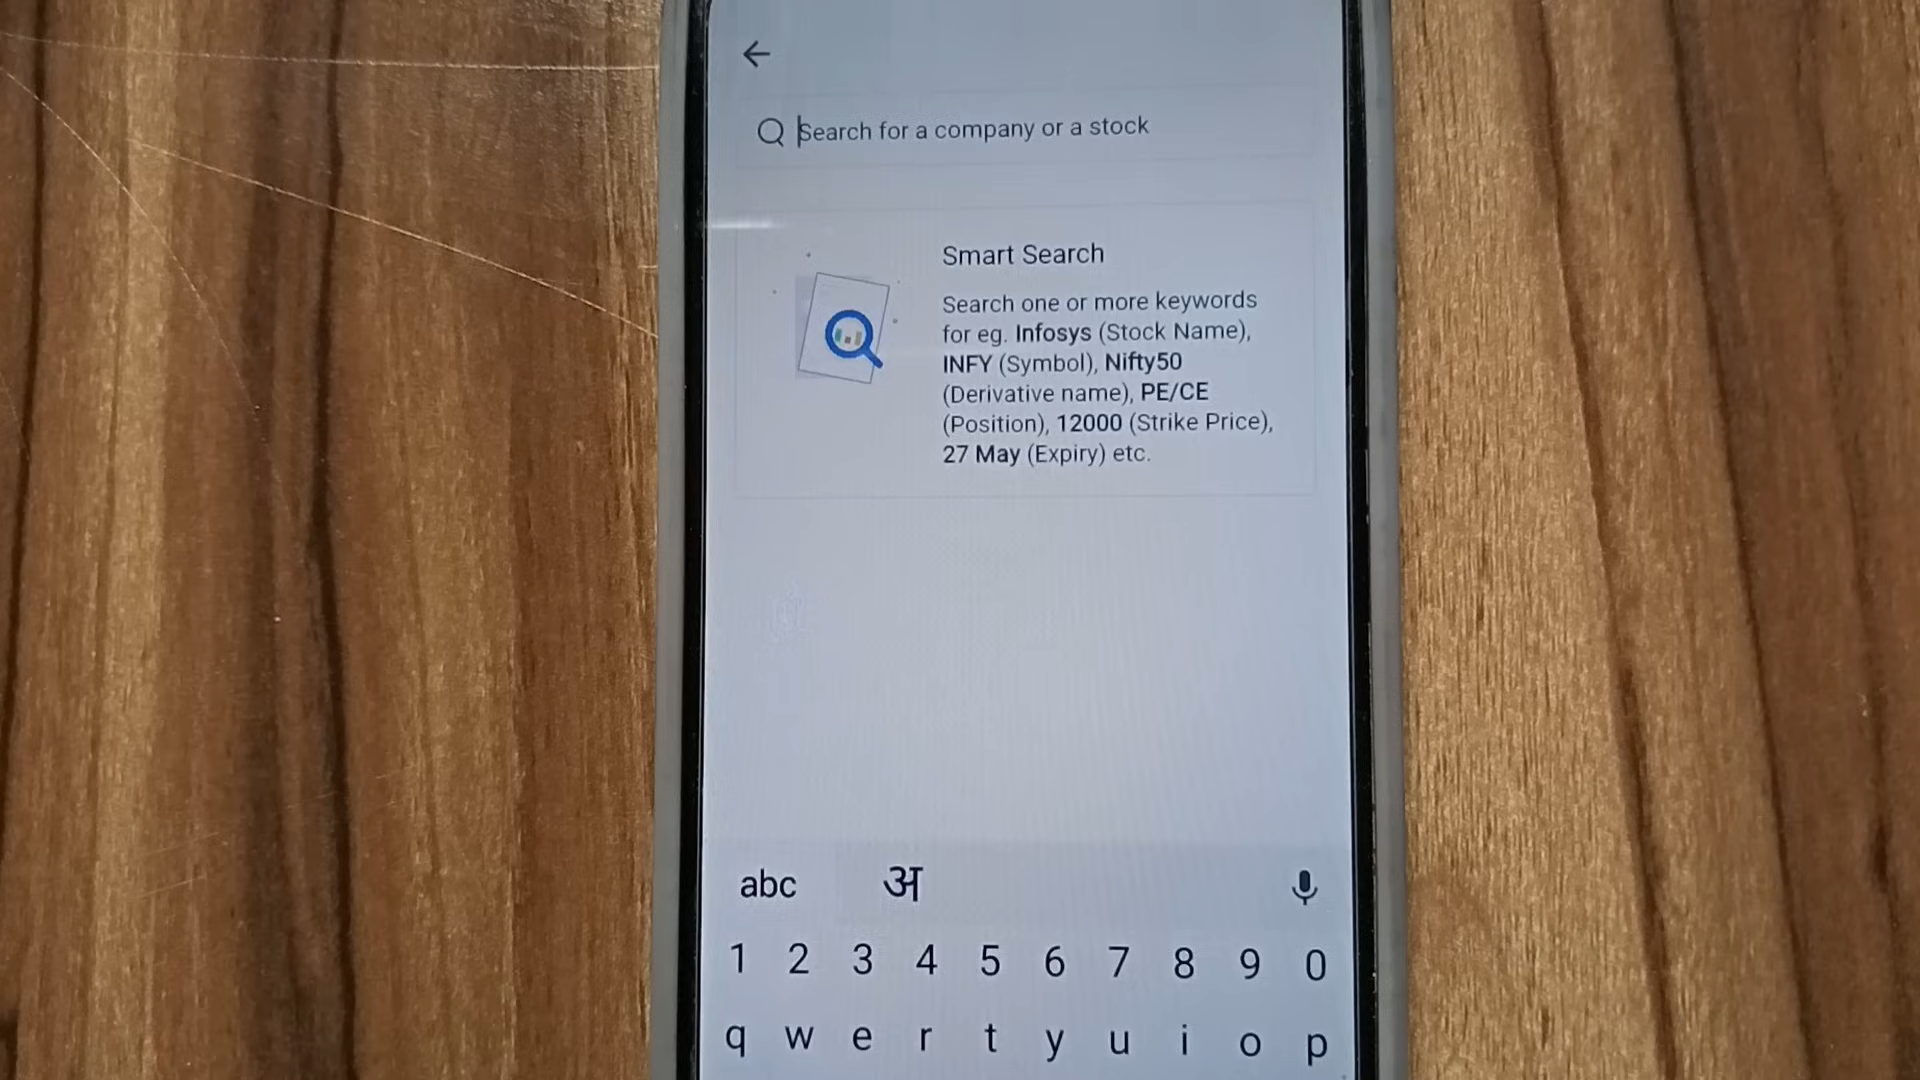 Search for a company or a stock
Smart Search
Search one or more keywords
for eg. Infosys (Stock Name),
INFY (Symbol), Nifty50
(Derivative name), PE/CE
(Position), 12000 (Strike Price),
27 May (Expiry) etc.
abc अ
1 2 3 4 5 6 7 8 9 0
q w e r t y u i o p